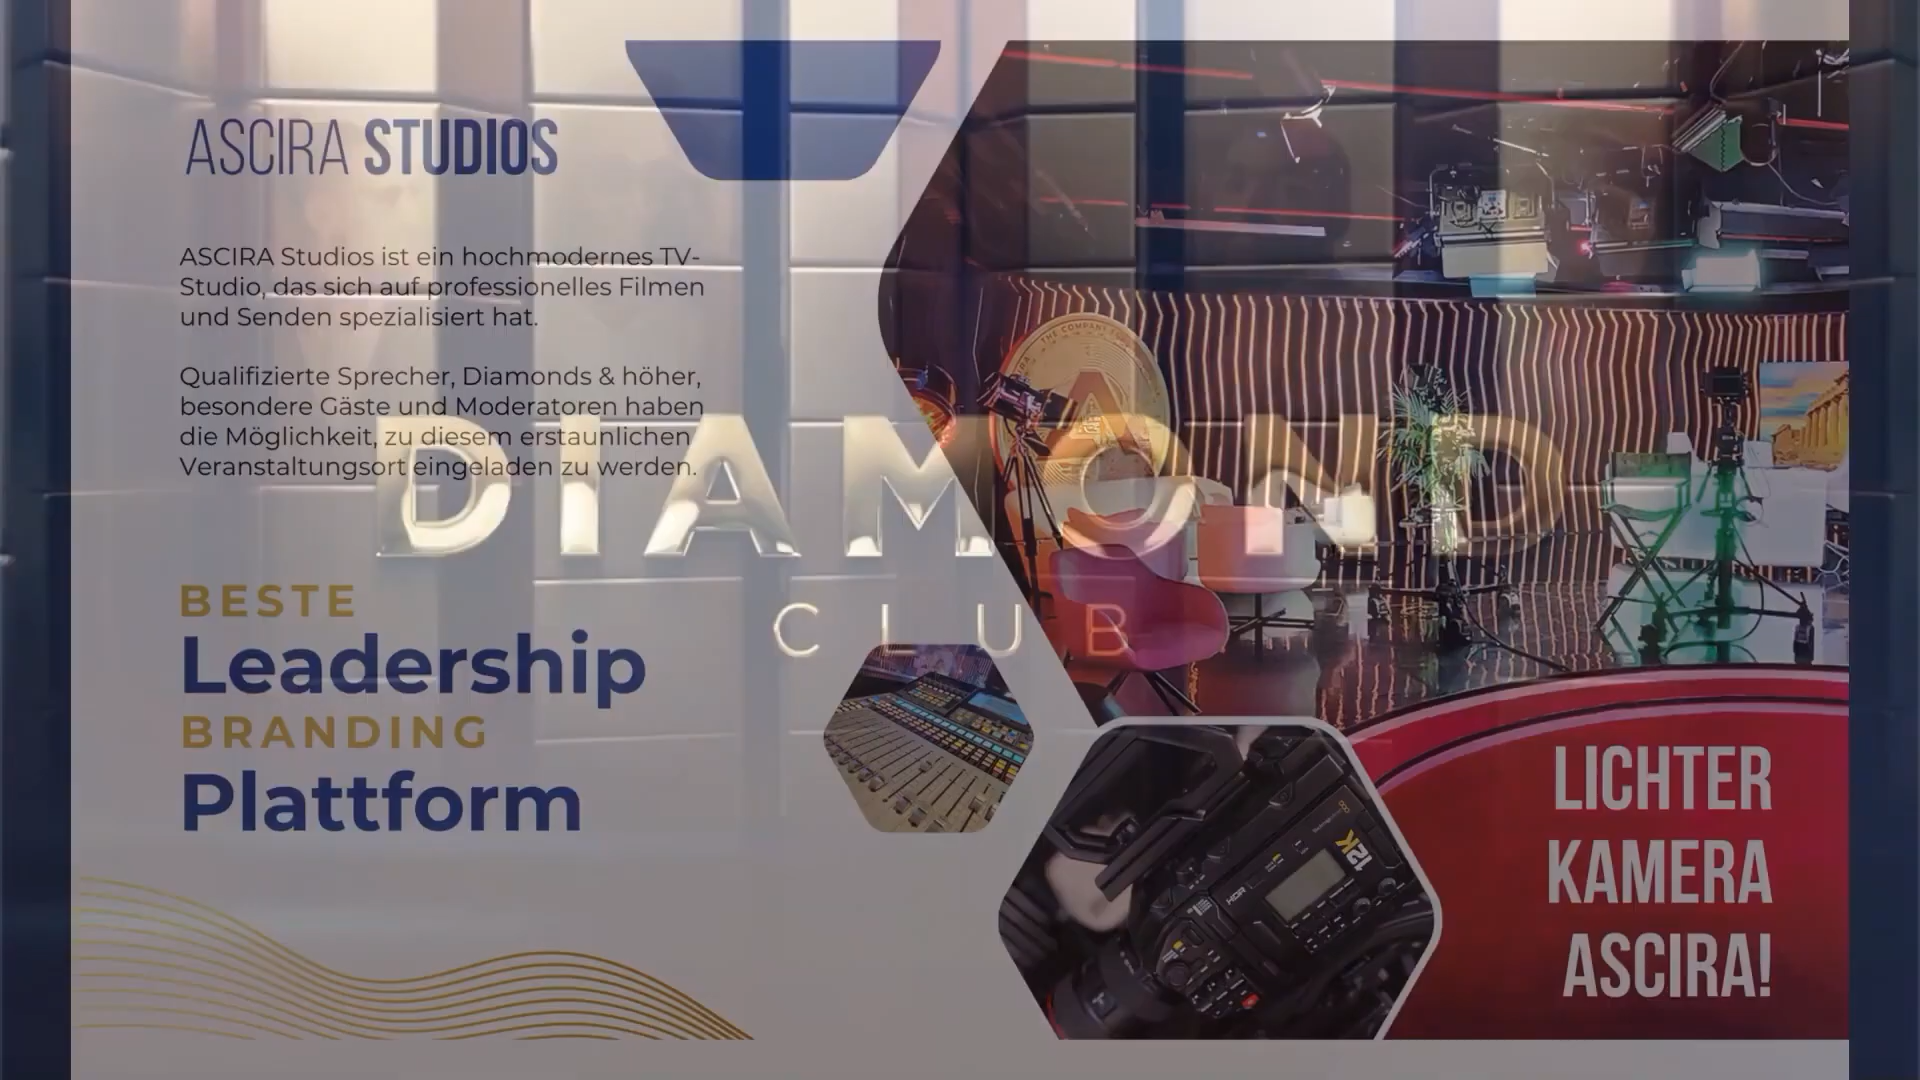 ASCIRA STUDIOS
ASCIRA Studios ist ein hochmodernes TV-
Studio, das sich auf professionelles Filmen
und Senden spezialisiert hat.
Qualifizierte Sprecher, Diamonds & höher,
besondere Gäste und Moderatoren haben
die Möglichkeit, zu diesem erstaunlichen
Veranstaltungsort eingeladen zu werden.
DIAMOND
CLUB
BESTE
Leadership
BRANDING
Plattform
12K
HDR
LICHTER
KAMERA
ASCIRA!